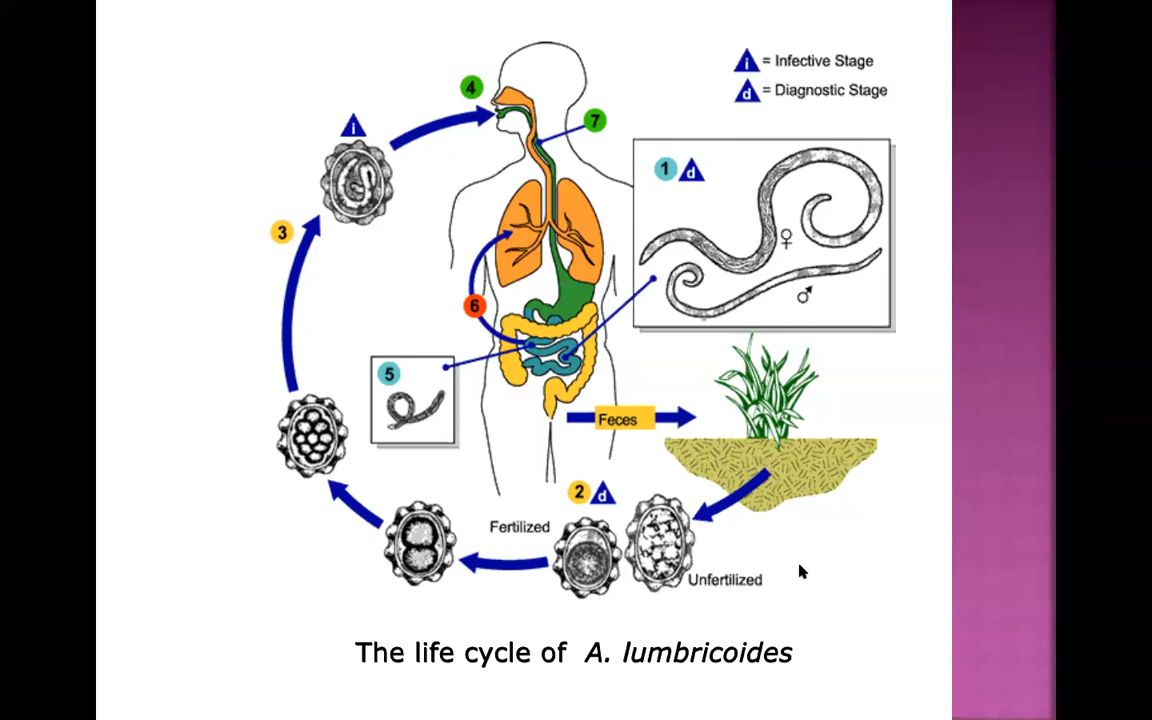 i = Infective Stage
d = Diagnostic Stage
4
7
i
1 d
♀
3
♂
6
5
Feces
2 d
Fertilized
Unfertilized
The life cycle of A. lumbricoides